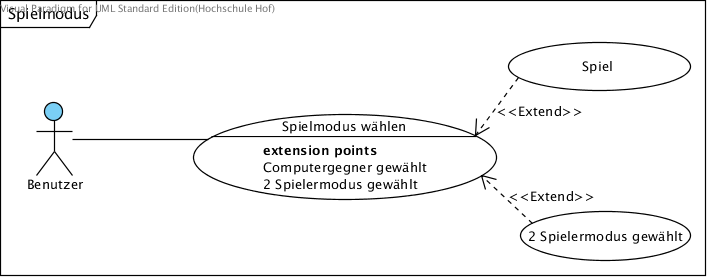 Visual Paradigm for UML Standard Edition(Hochschule Hof)
Spielmodus
Spiel
<<Extend>>
Spielmodus wählen
extension points
Computergegner gewählt
2 Spielermodus gewählt
Benutzer
<<Extend>>
2 Spielermodus gewählt